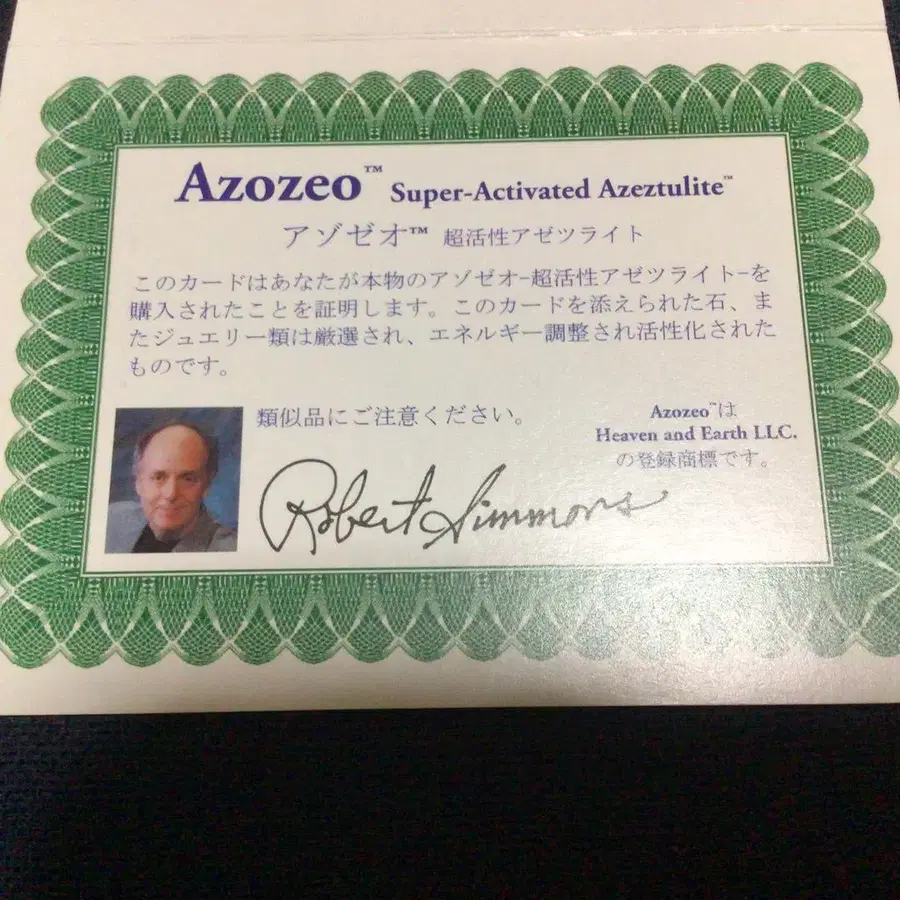 Azozeo™ Super-Activated Azeztulite™
アゾゼオ™ 超活性アゼツライト
このカードはあなたが本物のアゾゼオ-超活性アゼツライト-を
購入されたことを証明します。このカードを添えられた石、ま
たジュエリー類は厳選され、エネルギー調整され活性化された
ものです。
類似品にご注意ください。
Azozeo™は
Heaven and Earth LLC.
の登録商標です。
Robert Simmons